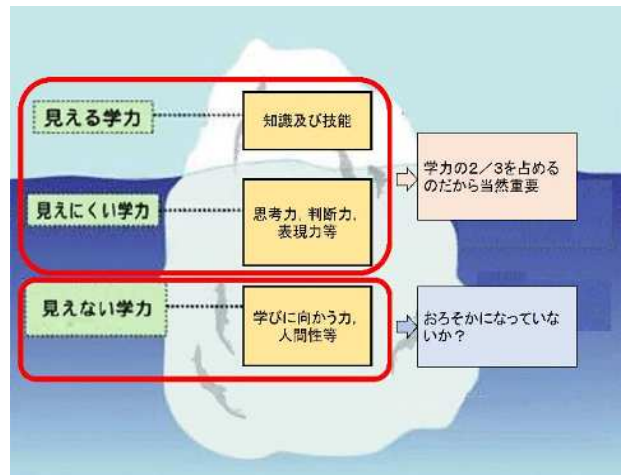 見える学力
知識及び技能
学力の2／3を占める
のだから当然重要
見えにくい学力
思考力，判断力，
表現力等
見えない学力
学びに向かう力，
人間性等
おろそかになっていな
いか？